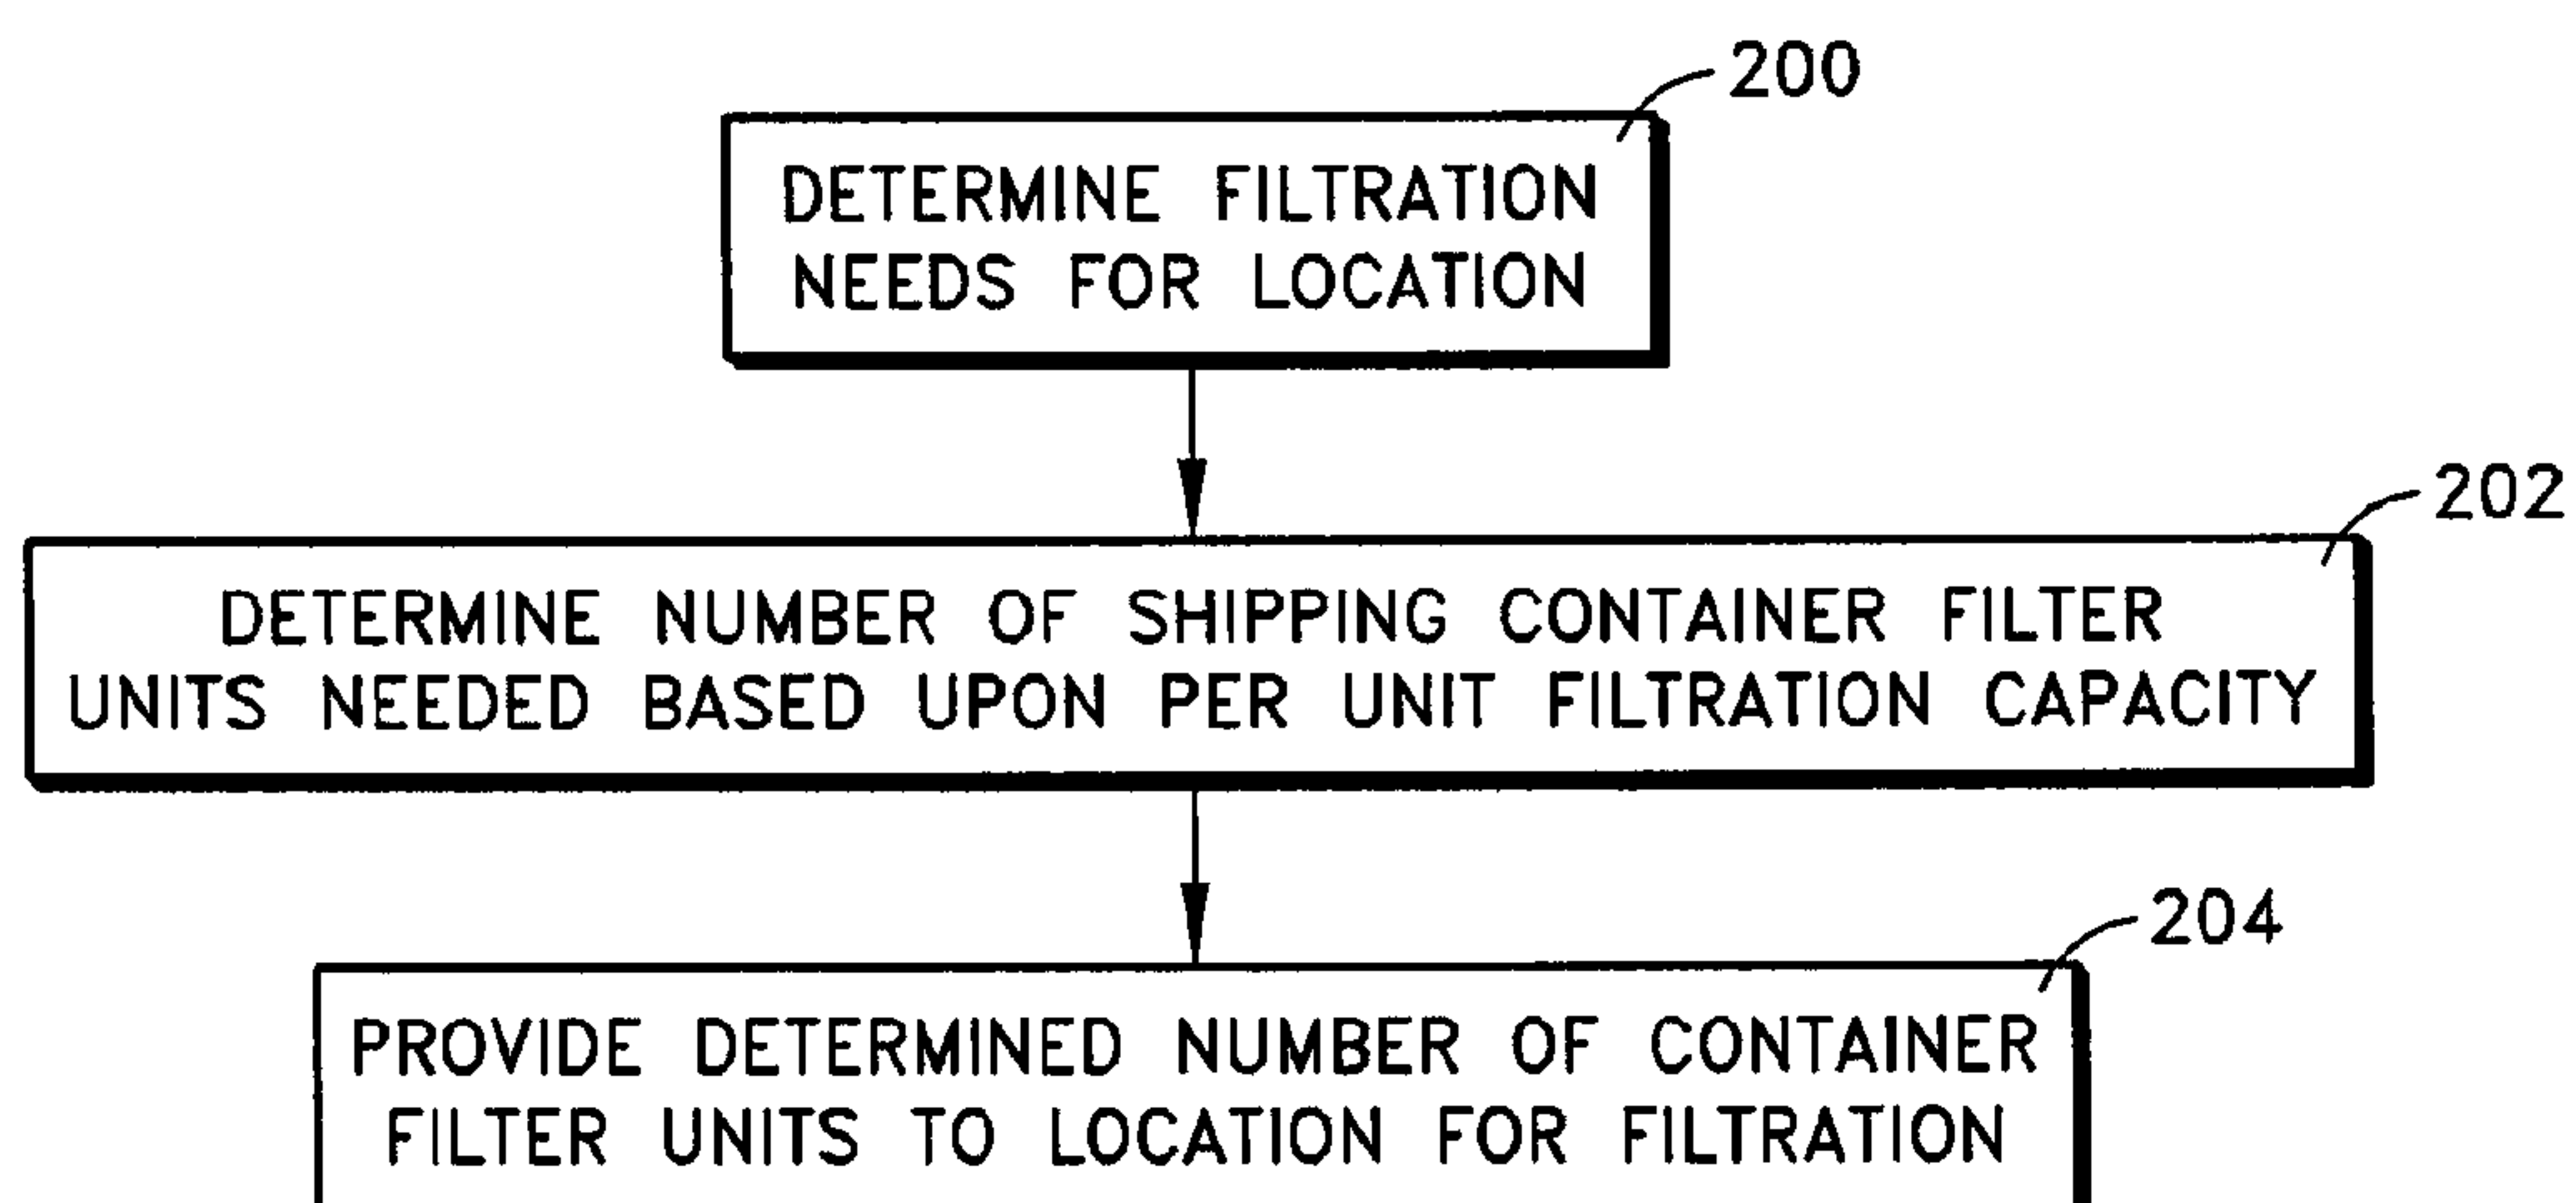 200
DETERMINE FILTRATION
NEEDS FOR LOCATION
202
DETERMINE NUMBER OF SHIPPING CONTAINER FILTER
UNITS NEEDED BASED UPON PER UNIT FILTRATION CAPACITY
204
PROVIDE DETERMINED NUMBER OF CONTAINER
FILTER UNITS TO LOCATION FOR FILTRATION